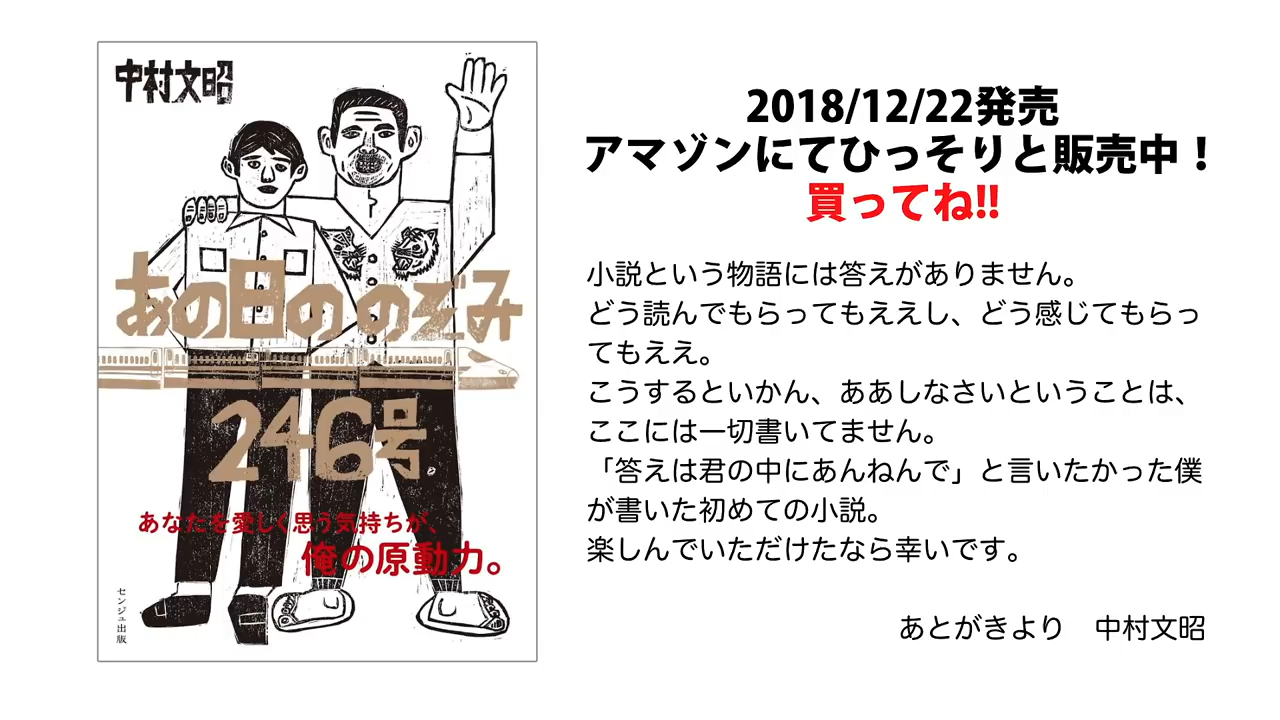 中村文昭
あの日ののぞみ
246号
あなたを愛しく思う気持ちが、
俺の原動力。
センジュ出版
2018/12/22発売
アマゾンにてひっそりと販売中！
買ってね!!
小説という物語には答えがありません。
どう読んでもらってもええし、どう感じてもらっ
てもええ。
こうするといかん、ああしなさいということは、
ここには一切書いてません。
「答えは君の中にあんねんで」と言いたかった僕
が書いた初めての小説。
楽しんでいただけたなら幸いです。
あとがきより　中村文昭